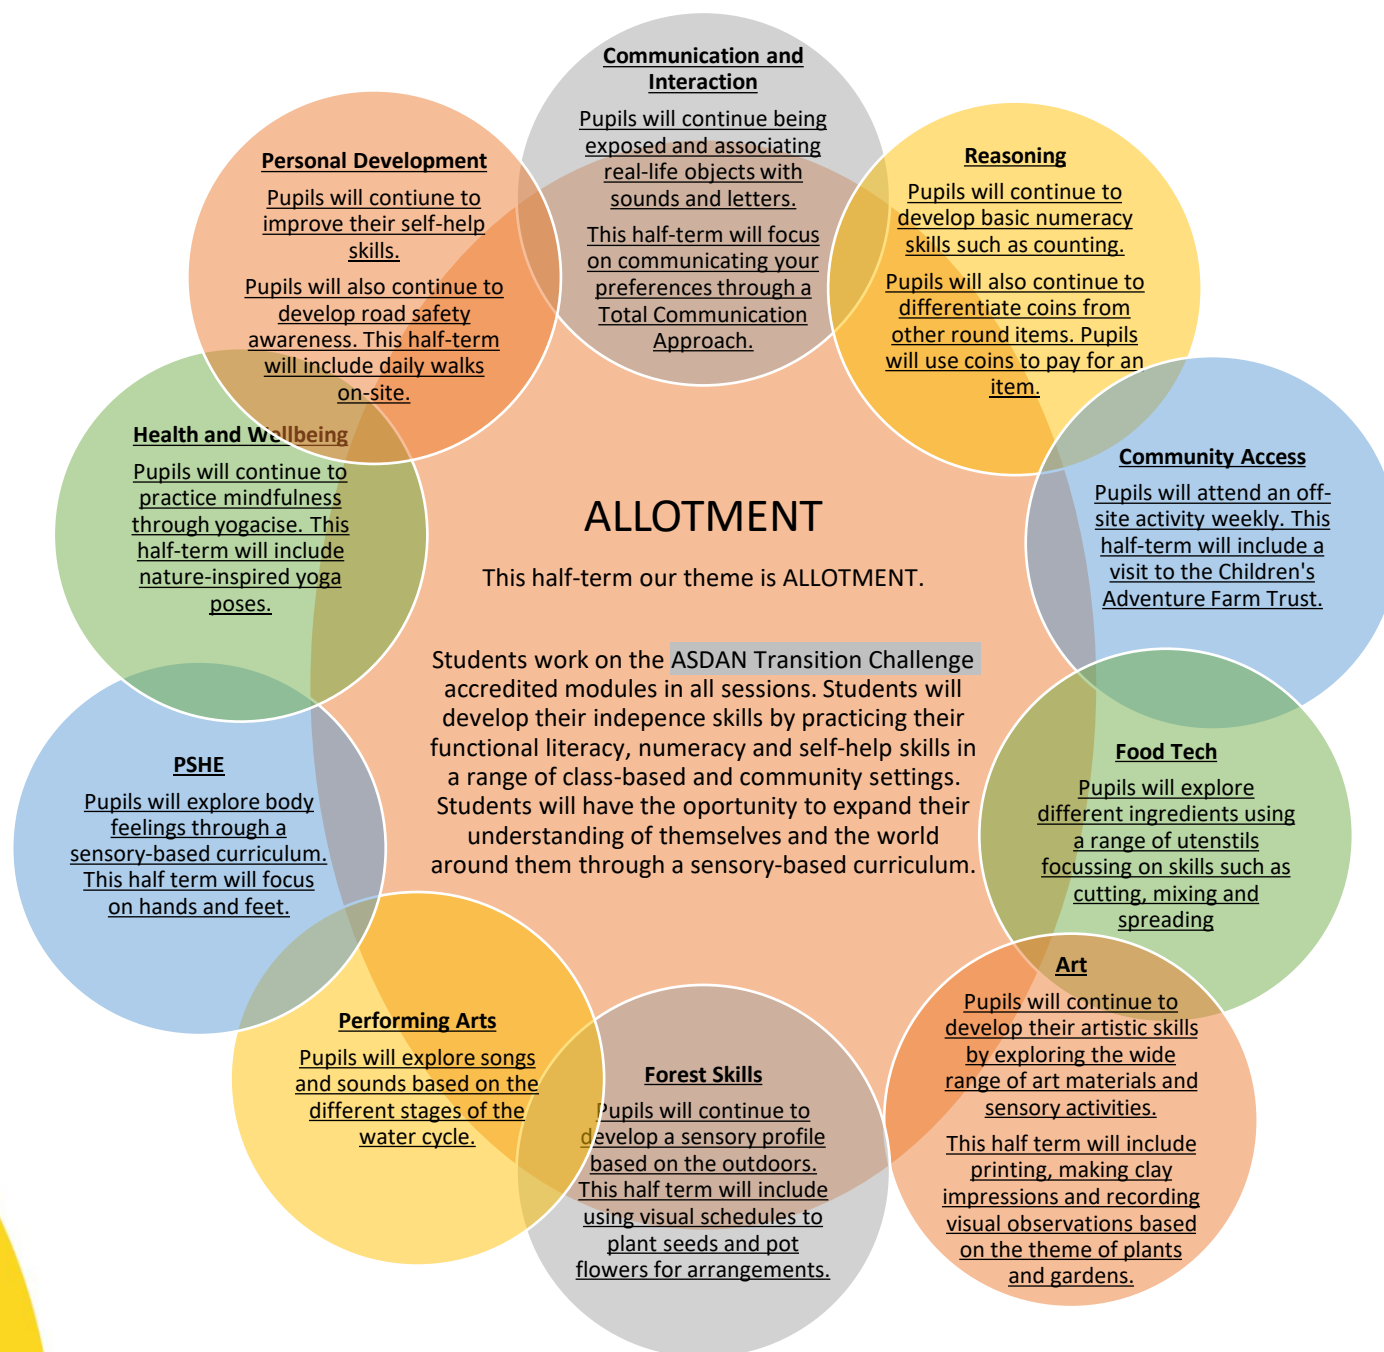 Communication and
Interaction
Pupils will continue being
exposed and associating
real-life objects with
sounds and letters.
This half-term will focus
on communicating your
preferences through a
Total Communication
Approach.
Reasoning
Pupils will continue to
develop basic numeracy
skills such as counting.
Pupils will also continue to
differentiate coins from
other round items. Pupils
will use coins to pay for an
item.
Community Access
Pupils will attend an off-
site activity weekly. This
half-term will include a
visit to the Children's
Adventure Farm Trust.
Food Tech
Pupils will explore
different ingredients using
a range of utenstils
focussing on skills such as
cutting, mixing and
spreading
Art
Pupils will continue to
develop their artistic skills
by exploring the wide
range of art materials and
sensory activities.
This half term will include
printing, making clay
impressions and recording
visual observations based
on the theme of plants
and gardens.
Forest Skills
Pupils will continue to
develop a sensory profile
based on the outdoors.
This half term will include
using visual schedules to
plant seeds and pot
flowers for arrangements.
Performing Arts
Pupils will explore songs
and sounds based on the
different stages of the
water cycle.
PSHE
Pupils will explore body
feelings through a
sensory-based curriculum.
This half term will focus
on hands and feet.
Health and Wellbeing
Pupils will continue to
practice mindfulness
through yogacise. This
half-term will include
nature-inspired yoga
poses.
Personal Development
Pupils will contiune to
improve their self-help
skills.
Pupils will also continue to
develop road safety
awareness. This half-term
will include daily walks
on-site.
ALLOTMENT
This half-term our theme is ALLOTMENT.
Students work on the ASDAN Transition Challenge
accredited modules in all sessions. Students will
develop their indepence skills by practicing their
functional literacy, numeracy and self-help skills in
a range of class-based and community settings.
Students will have the oportunity to expand their
understanding of themselves and the world
around them through a sensory-based curriculum.